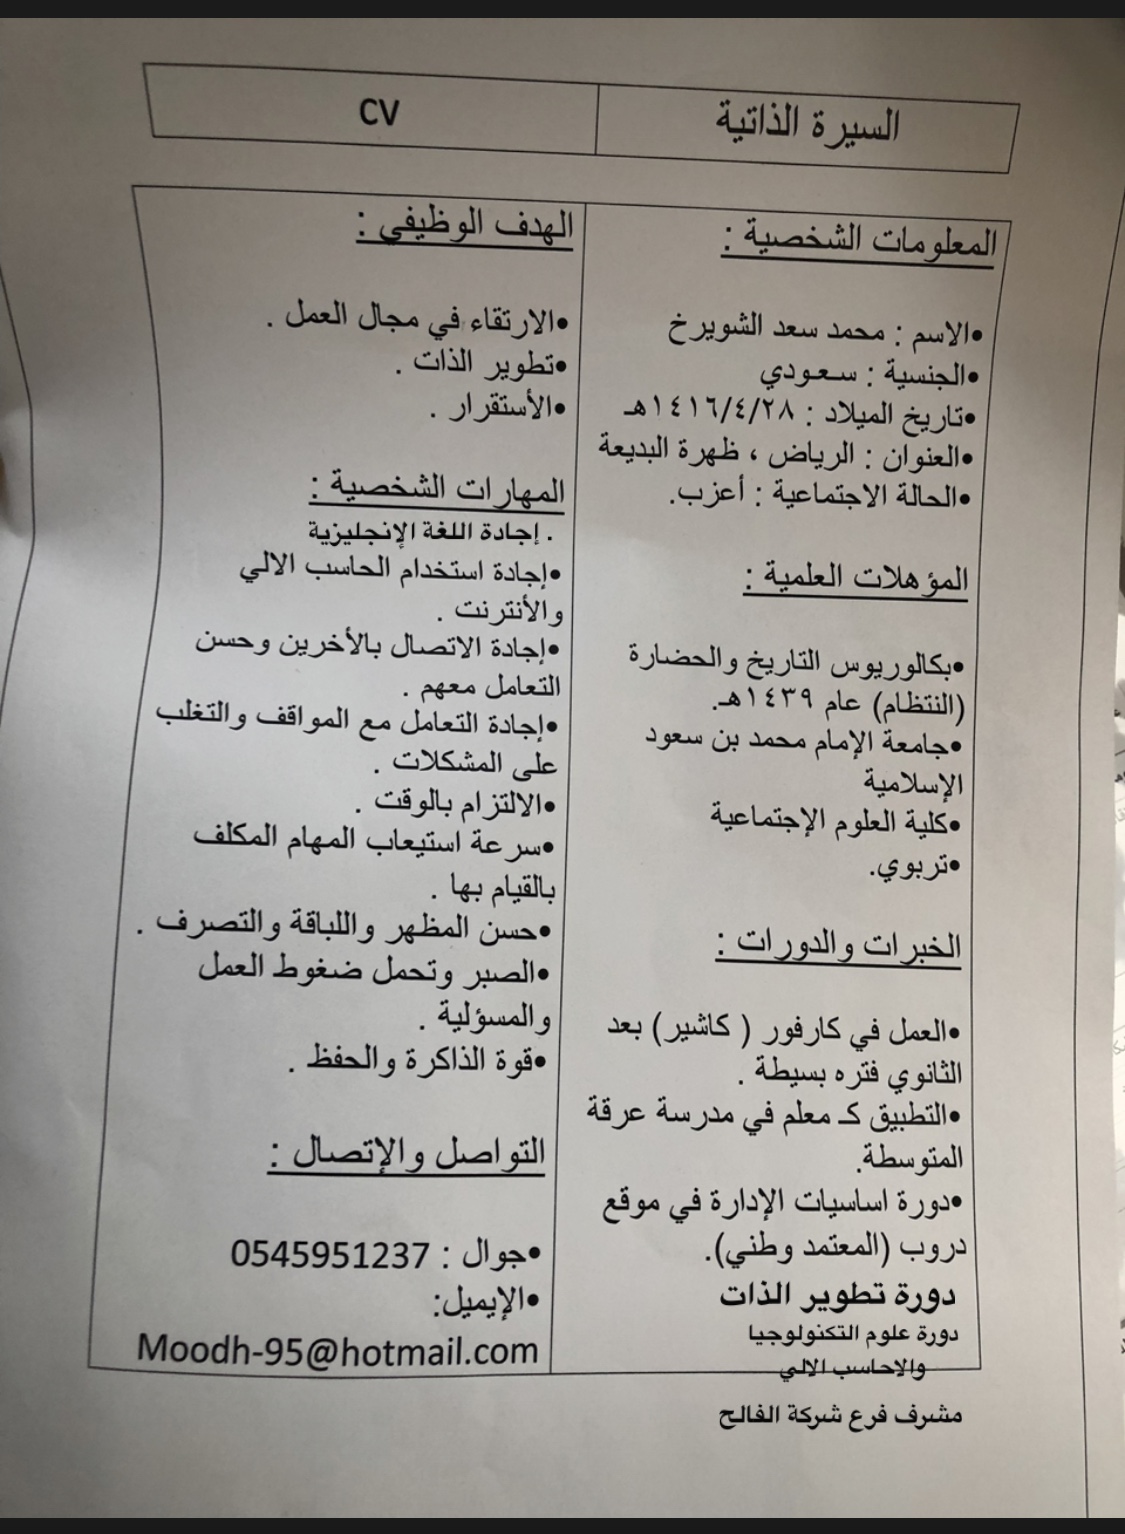 السيرة الذاتية
CV
المعلومات الشخصية :
•الاسم : محمد سعد الشويرخ
•الجنسية : سعودي
•تاريخ الميلاد : ١٤١٦/٤/٢٨هـ
•العنوان : الرياض ، ظهرة البديعة
•الحالة الاجتماعية : أعزب.
المؤهلات العلمية :
•بكالوريوس التاريخ والحضارة
(النتظام) عام ١٤٣٩هـ.
•جامعة الإمام محمد بن سعود
الإسلامية
•كلية العلوم الإجتماعية
•تربوي.
الخبرات والدورات :
•العمل في كارفور ( كاشير) بعد
الثانوي فتره بسيطة .
•التطبيق كـ معلم في مدرسة عرقة
المتوسطة.
•دورة اساسيات الإدارة في موقع
دروب (المعتمد وطني).
دورة تطوير الذات
دورة علوم التكنولوجيا
والاحاسب الالي
مشرف فرع شركة الفالح
الهدف الوظيفي :
•الارتقاء في مجال العمل .
•تطوير الذات .
•الأستقرار .
المهارات الشخصية :
. إجادة اللغة الإنجليزية
•إجادة استخدام الحاسب الالي
والأنترنت .
•إجادة الاتصال بالأخرين وحسن
التعامل معهم .
•إجادة التعامل مع المواقف والتغلب
على المشكلات .
•الالتزام بالوقت .
•سرعة استيعاب المهام المكلف
بالقيام بها .
•حسن المظهر واللباقة والتصرف .
•الصبر وتحمل ضغوط العمل
والمسؤلية .
•قوة الذاكرة والحفظ .
التواصل والإتصال :
•جوال : 0545951237
•الإيميل:
Moodh-95@hotmail.com